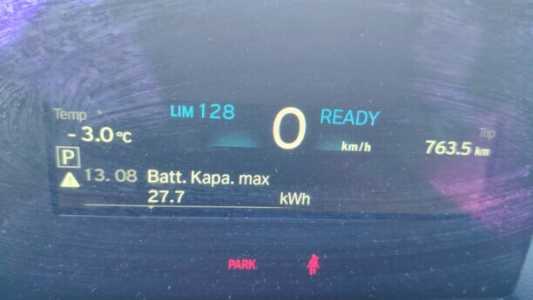 Temp
LIM 128
READY
Trip
- 3.0°C
0
km/h
763.5 km
P
13. 08 Batt. Kapa. max
27.7 kWh
PARK